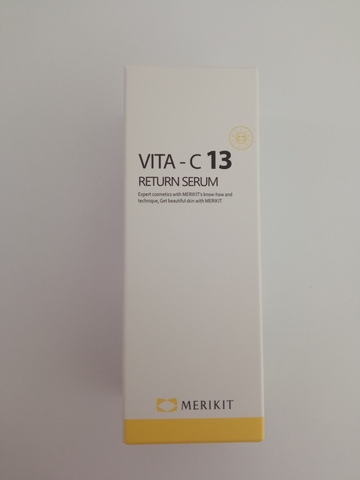 VITA - C 13
RETURN SERUM
Expert cosmetics with MERIKIT's know-how and
technique, Get beautiful skin with MERIKIT
MERIKIT